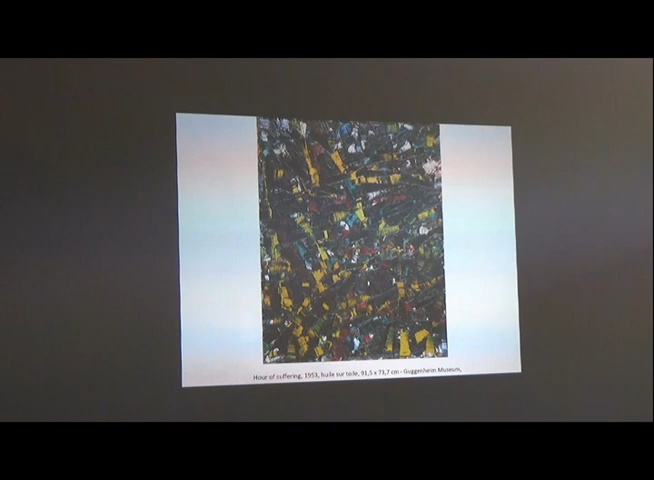 Hour of suffering, 1953, huile sur toile, 91,5 x 73,7 cm - Guggenheim Museum,